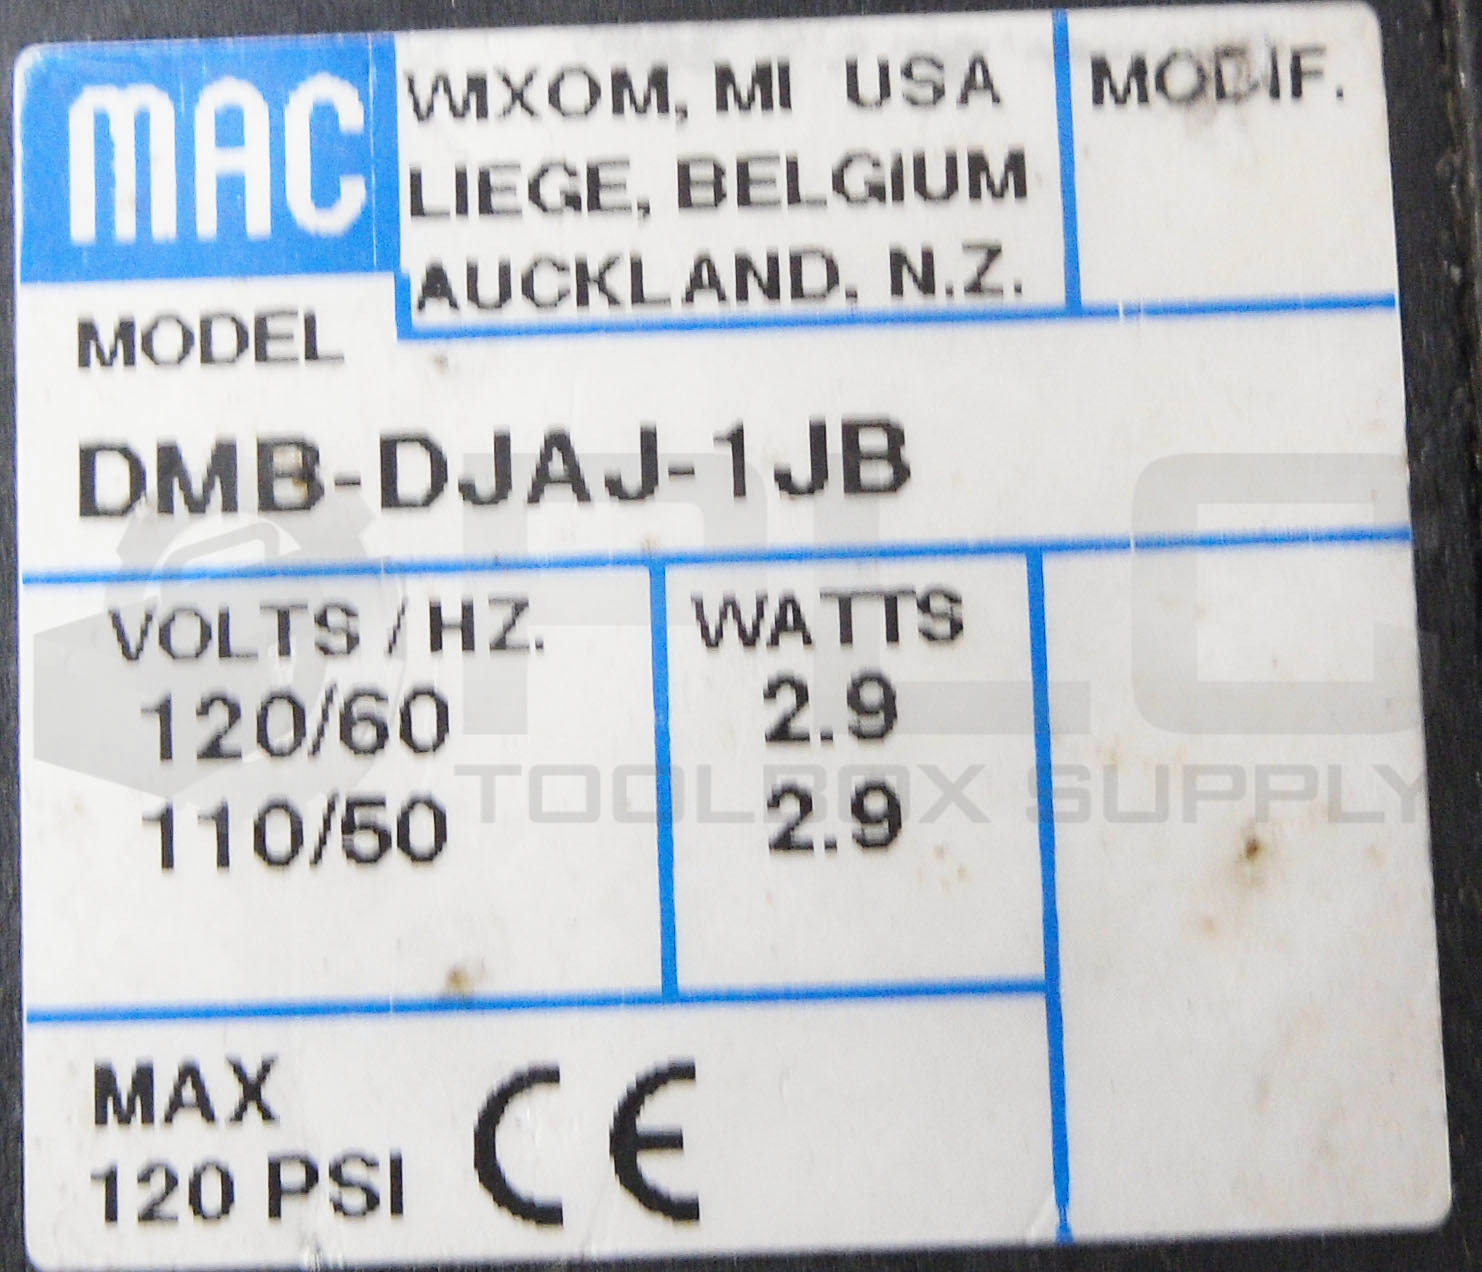 MAC
WIXOM, MI USA
LIEGE, BELGIUM
AUCKLAND, N.Z.
MODIF.
MODEL
DMB-DJAJ-1JB
VOLTS / HZ.
120/60
110/50
WATTS
2.9
2.9
MAX
120 PSI
CE
PLC
TOOLBOX SUPPLY